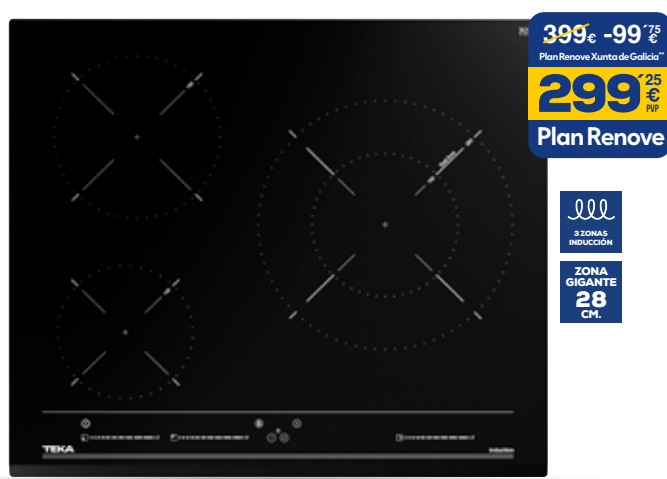 399€ -99´75€
Plan Renove Xunta de Galicia**
299´25€
PVP
Plan Renove
3 ZONAS
INDUCCIÓN
ZONA
GIGANTE
28
CM.
TEKA
Induction